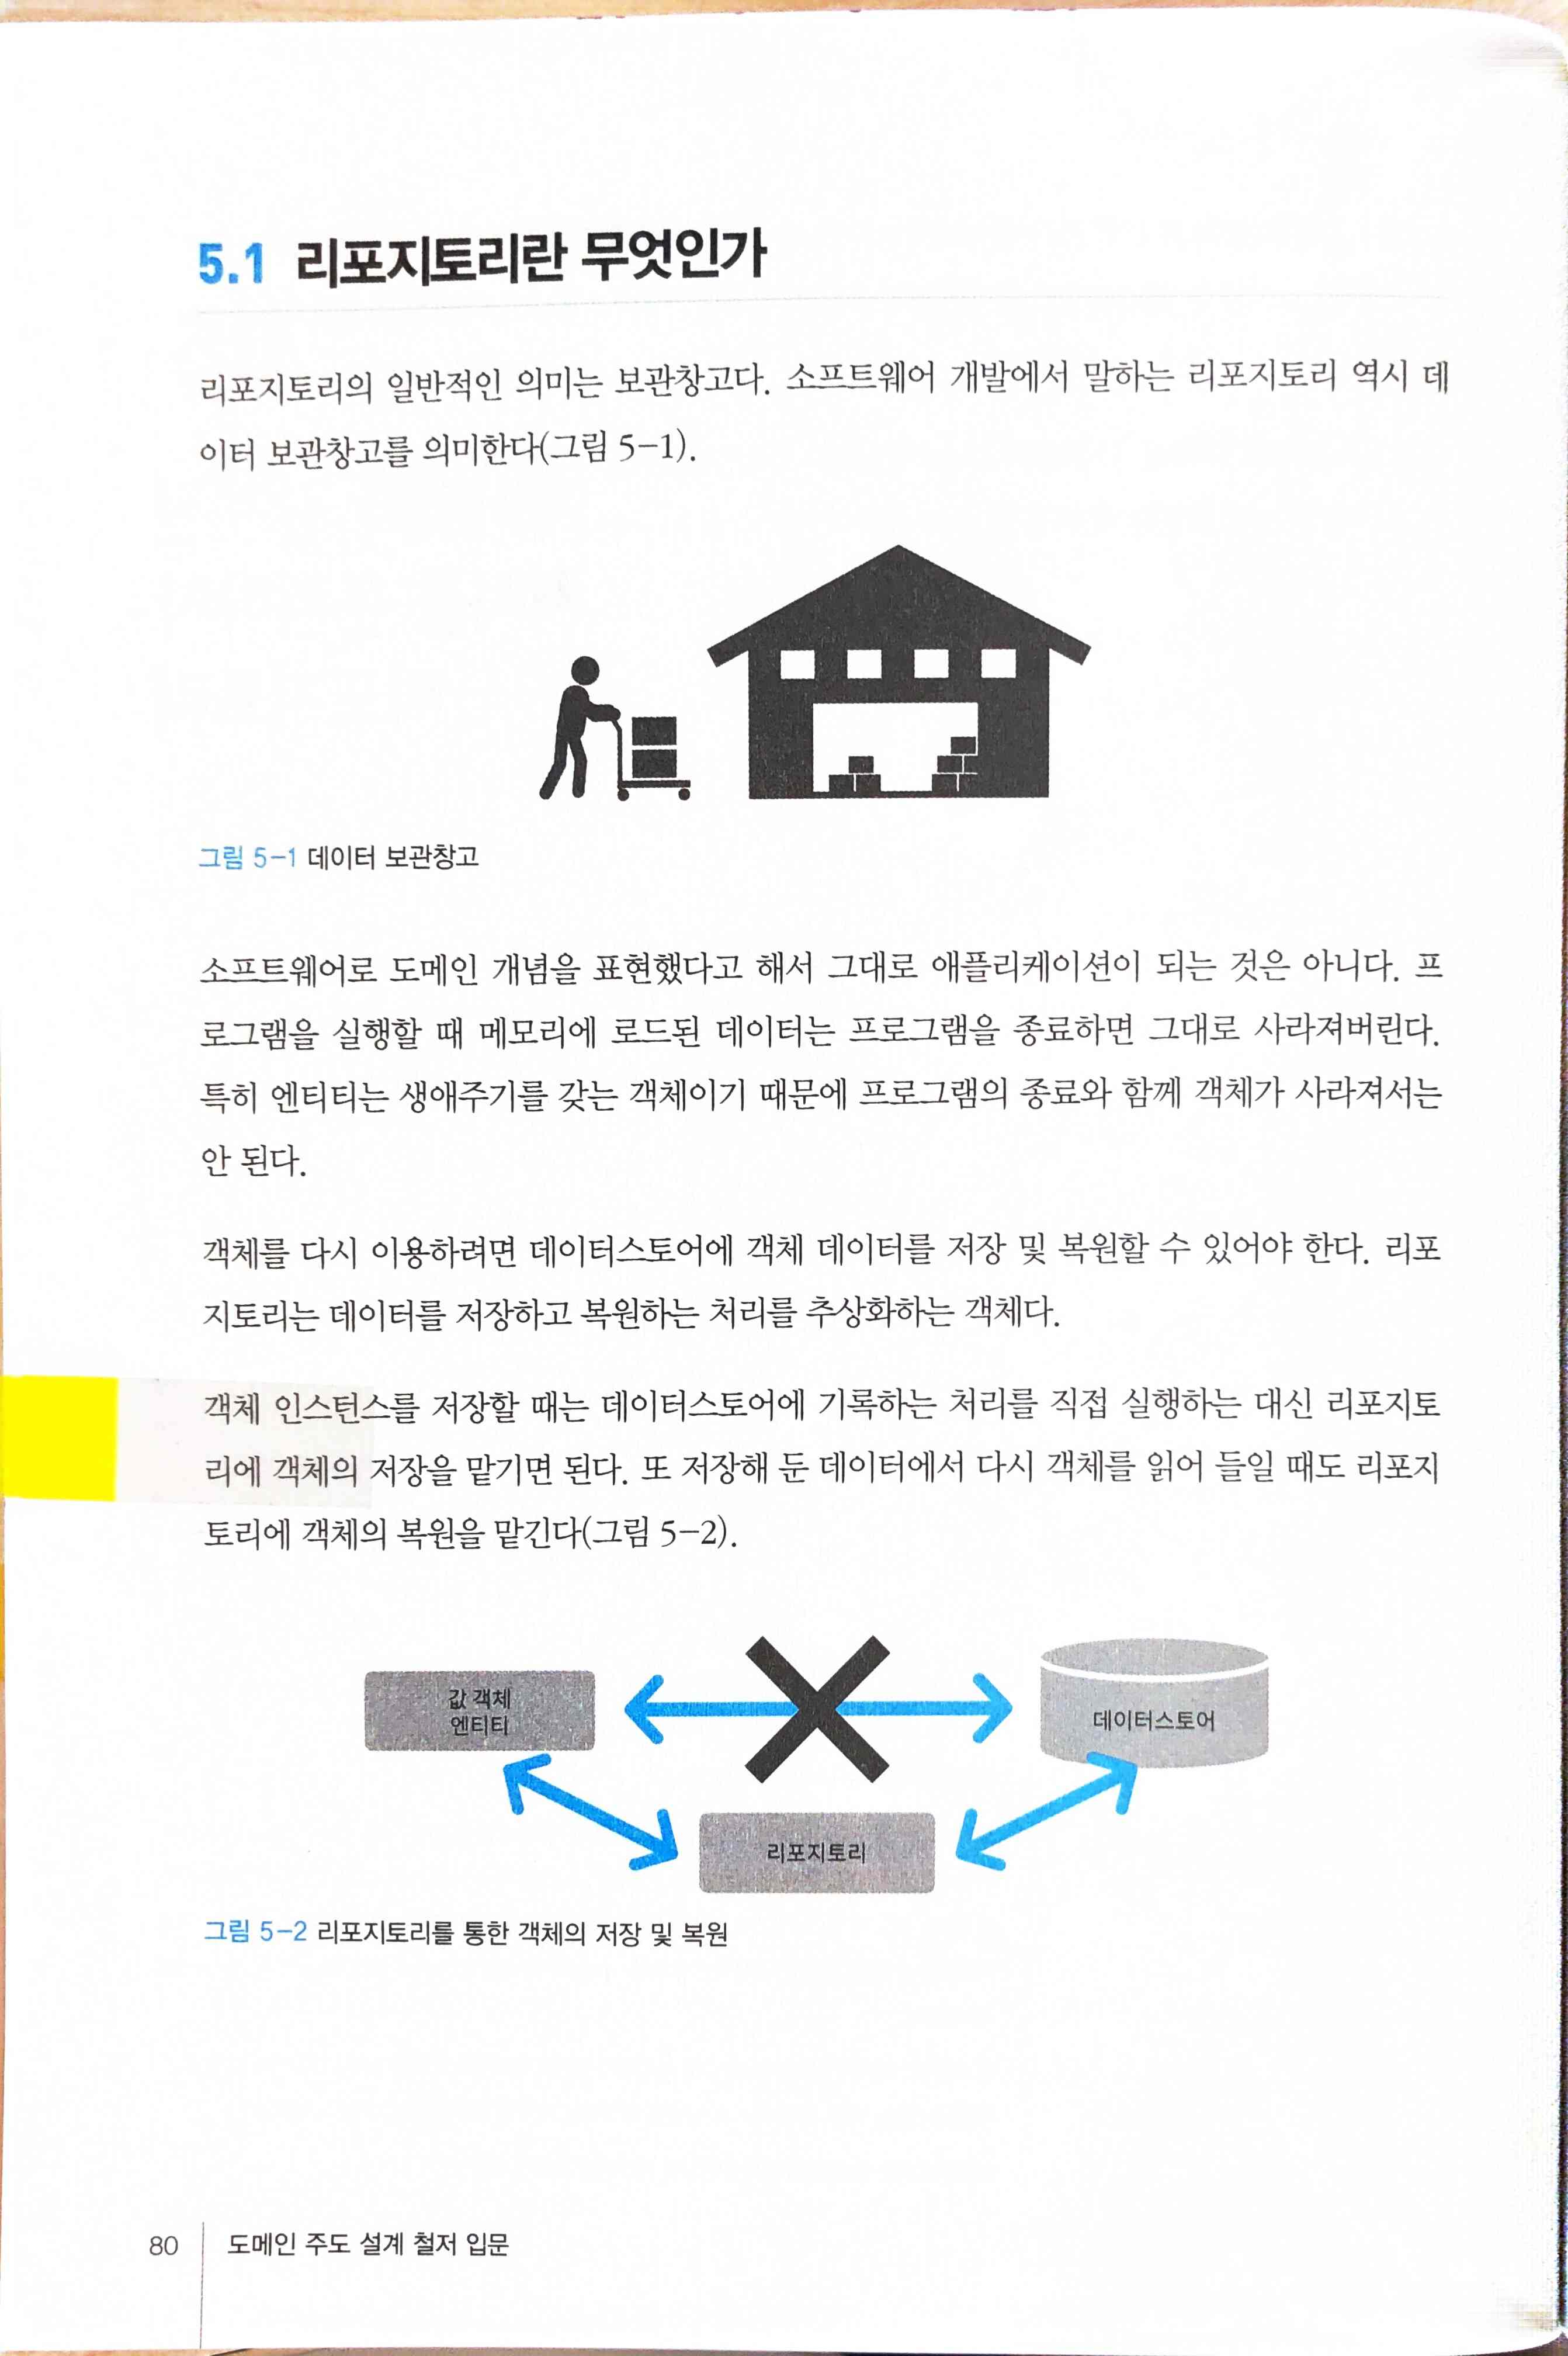 5.1 리포지토리란 무엇인가
리포지토리의 일반적인 의미는 보관창고다. 소프트웨어 개발에서 말하는 리포지토리 역시 데
이터 보관창고를 의미한다(그림 5-1).
그림 5-1 데이터 보관창고
소프트웨어로 도메인 개념을 표현했다고 해서 그대로 애플리케이션이 되는 것은 아니다. 프
로그램을 실행할 때 메모리에 로드된 데이터는 프로그램을 종료하면 그대로 사라져버린다.
특히 엔티티는 생애주기를 갖는 객체이기 때문에 프로그램의 종료와 함께 객체가 사라져서는
안 된다.
객체를 다시 이용하려면 데이터스토어에 객체 데이터를 저장 및 복원할 수 있어야 한다. 리포
지토리는 데이터를 저장하고 복원하는 처리를 추상화하는 객체다.
객체 인스턴스를 저장할 때는 데이터스토어에 기록하는 처리를 직접 실행하는 대신 리포지토
리에 객체의 저장을 맡기면 된다. 또 저장해 둔 데이터에서 다시 객체를 읽어 들일 때도 리포지
토리에 객체의 복원을 맡긴다(그림 5-2).
값 객체
엔티티
데이터스토어
리포지토리
그림 5-2 리포지토리를 통한 객체의 저장 및 복원
80 도메인 주도 설계 철저 입문